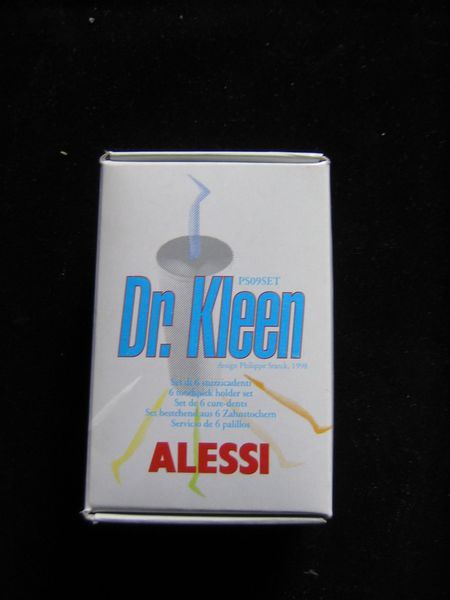 PS09SET
Dr. Kleen
design Philippe Starck, 1998
Set di 6 stuzzicadenti
6 toothpick holder set
Set de 6 cure-dents
Set bestehend aus 6 Zahnstochern
Servicio de 6 palillos
ALESSI